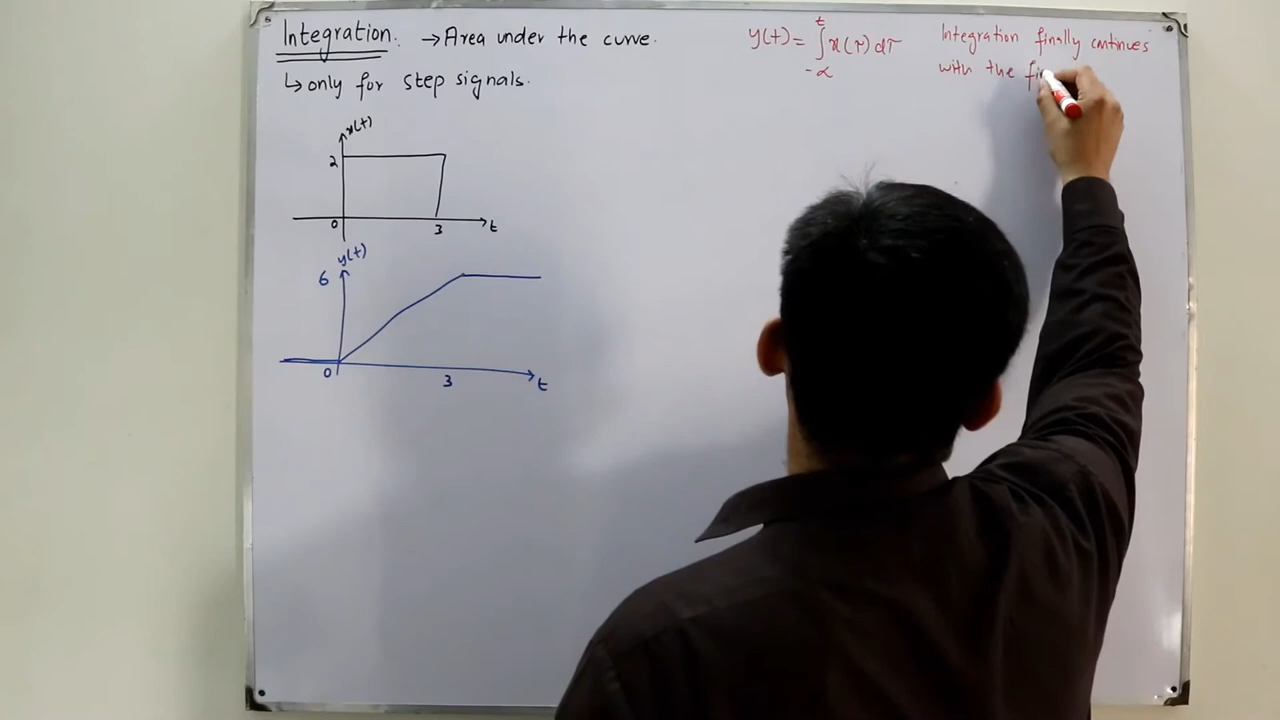 Integration. → Area under the curve.
↳ only for step signals.
y(t) = ∫ x(τ) dτ
t
-∞
Integration finally continues
with the fi
x(t)
2
0
3
t
y(t)
6
0
3
t